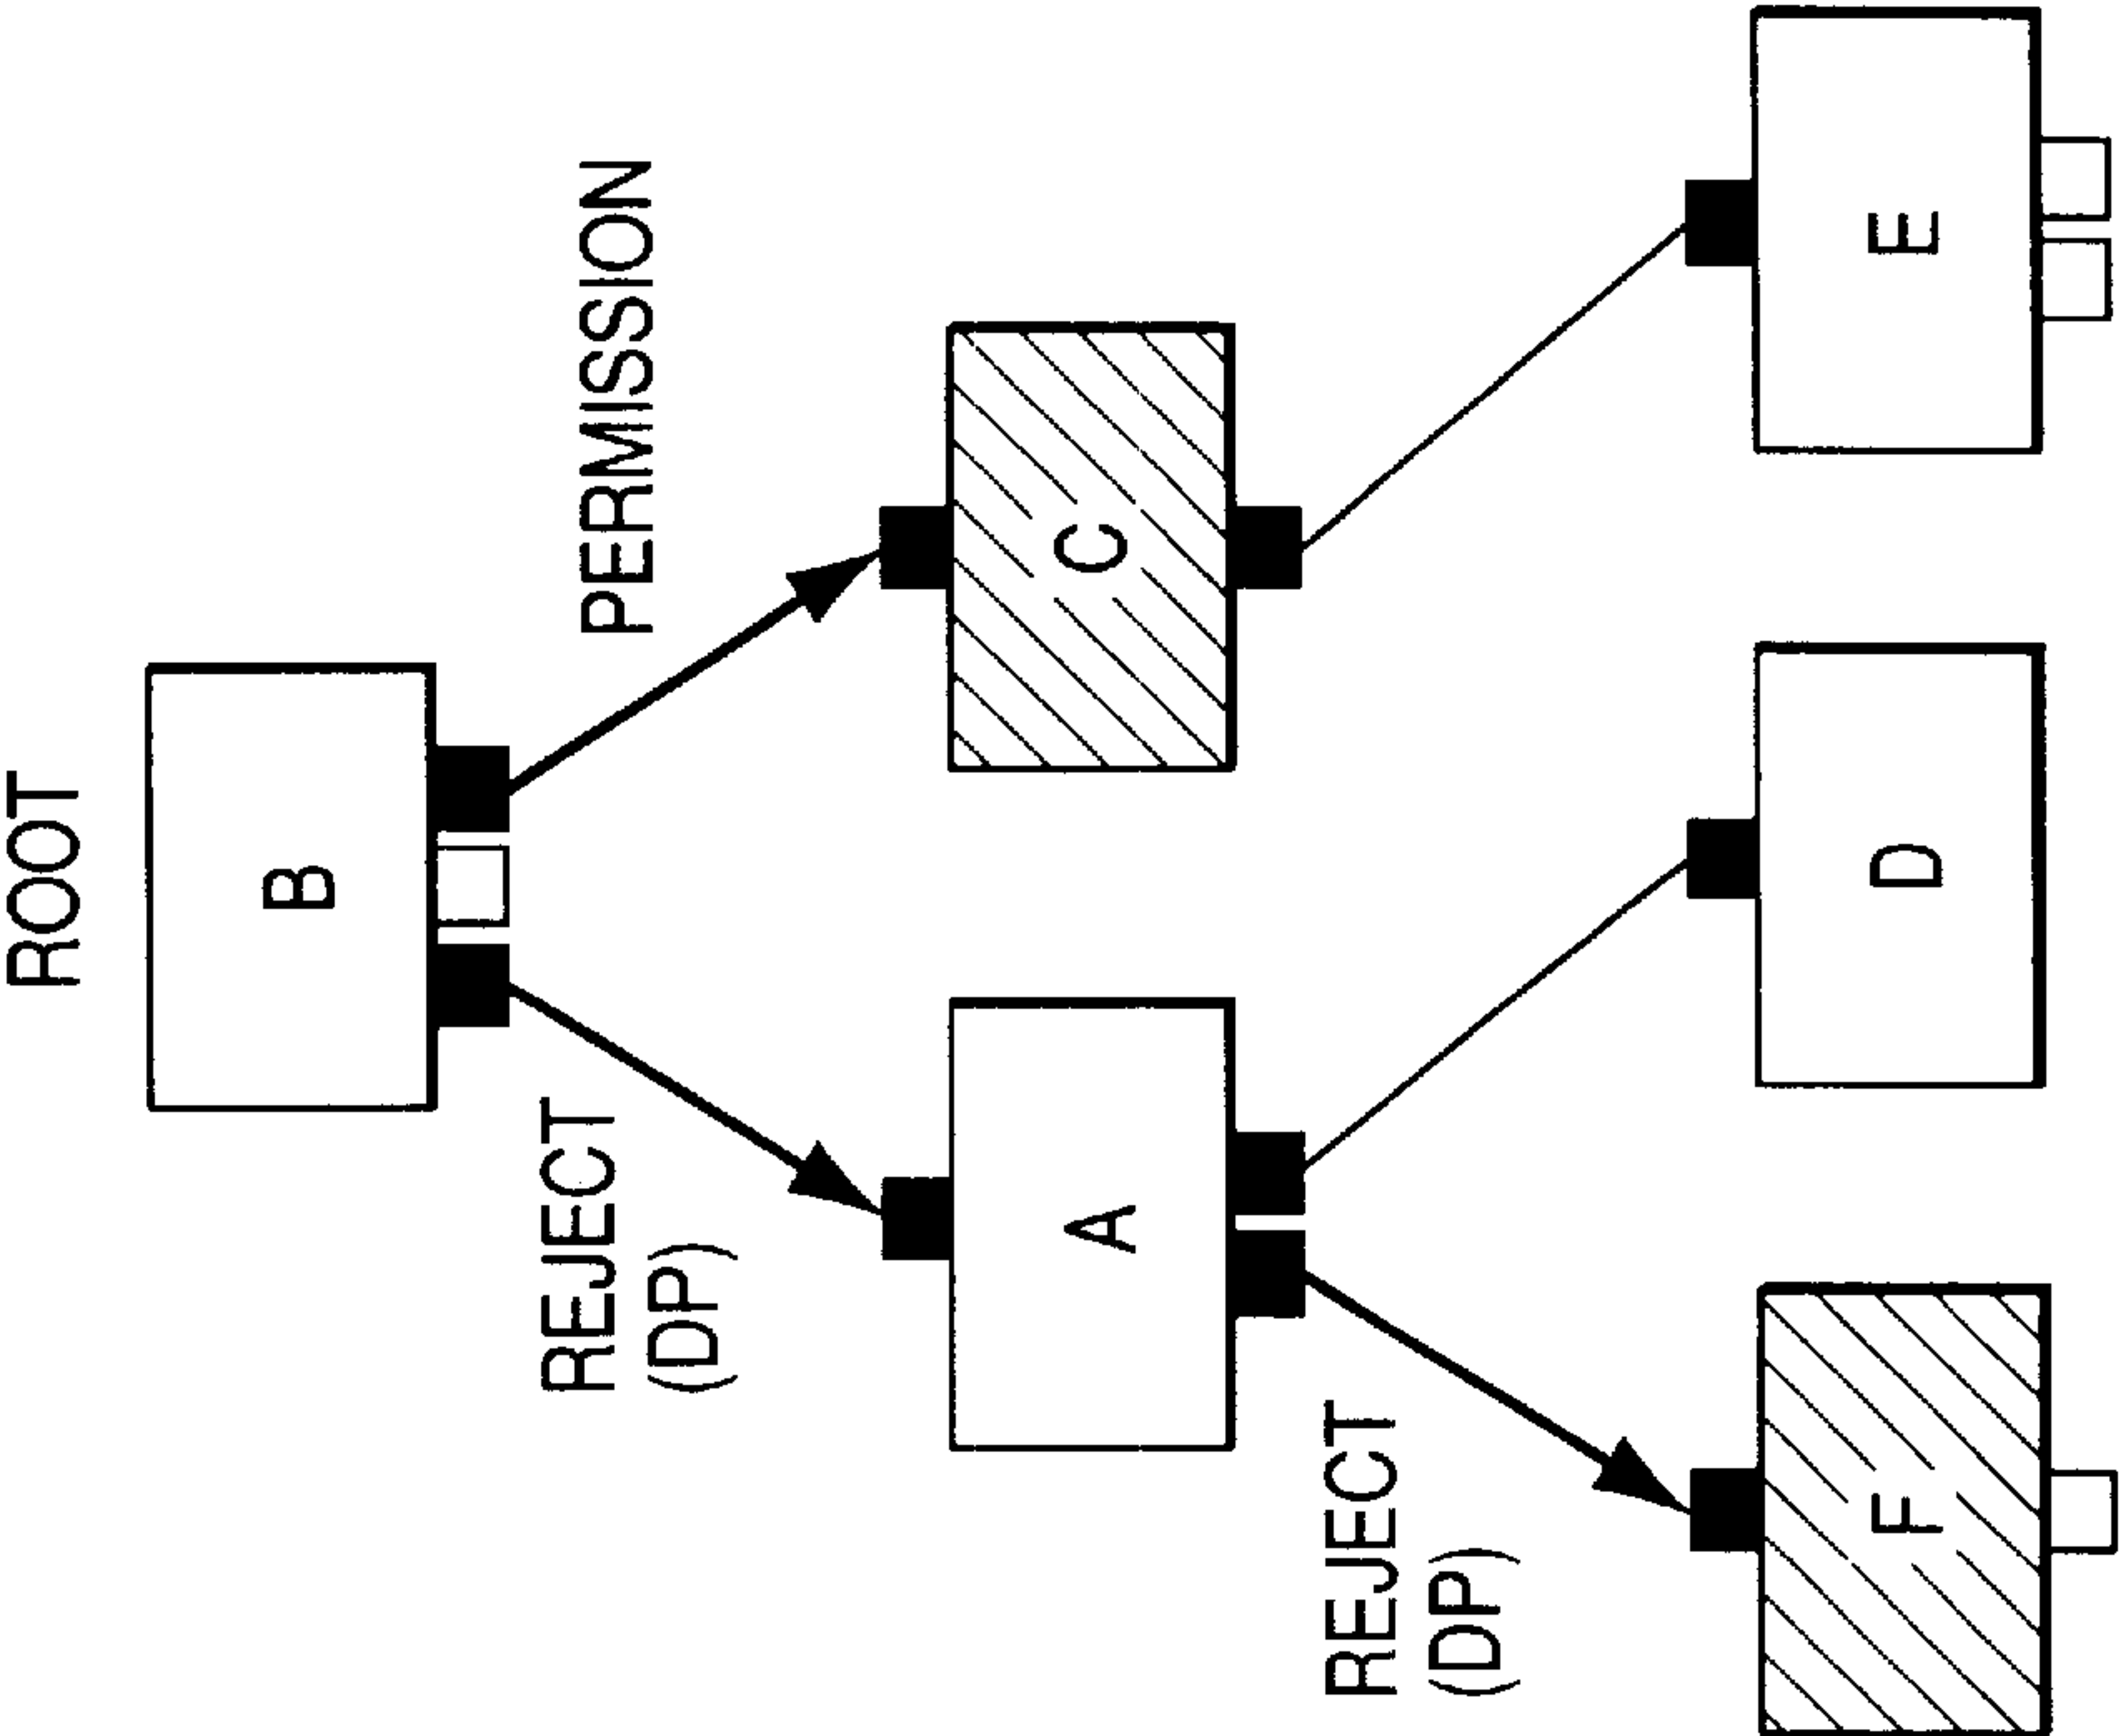 ROOT
B
REJECT
(DP)
PERMISSION
A
C
REJECT
(DP)
F
D
E